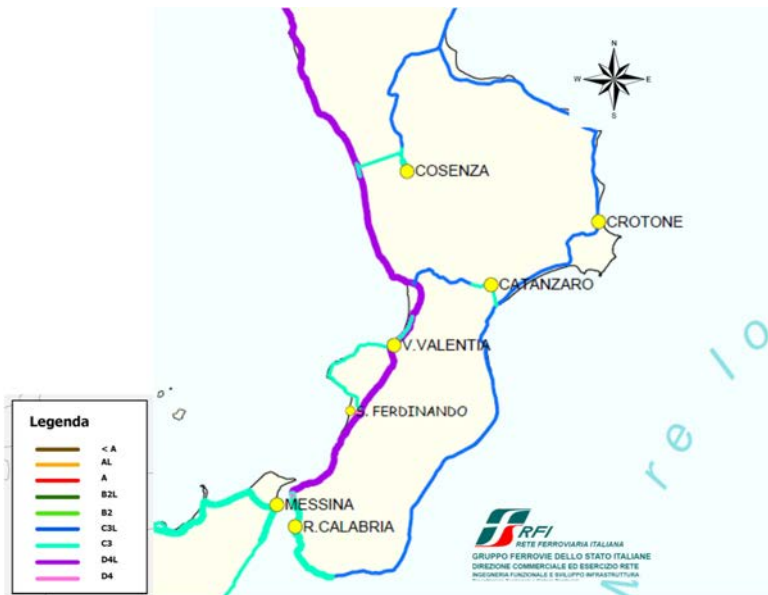 N
W
E
S
COSENZA
CROTONE
CATANZARO
V.VALENTIA
S. FERDINANDO
MESSINA
R.CALABRIA
r e l o
Legenda
< A
AL
A
B2L
B2
C3L
C3
D4L
D4
RFI
RETE FERROVIARIA ITALIANA
GRUPPO FERROVIE DELLO STATO ITALIANE
DIREZIONE COMMERCIALE ED ESERCIZIO RETE
INGEGNERIA FUNZIONALE E SVILUPPO INFRASTRUTTURA